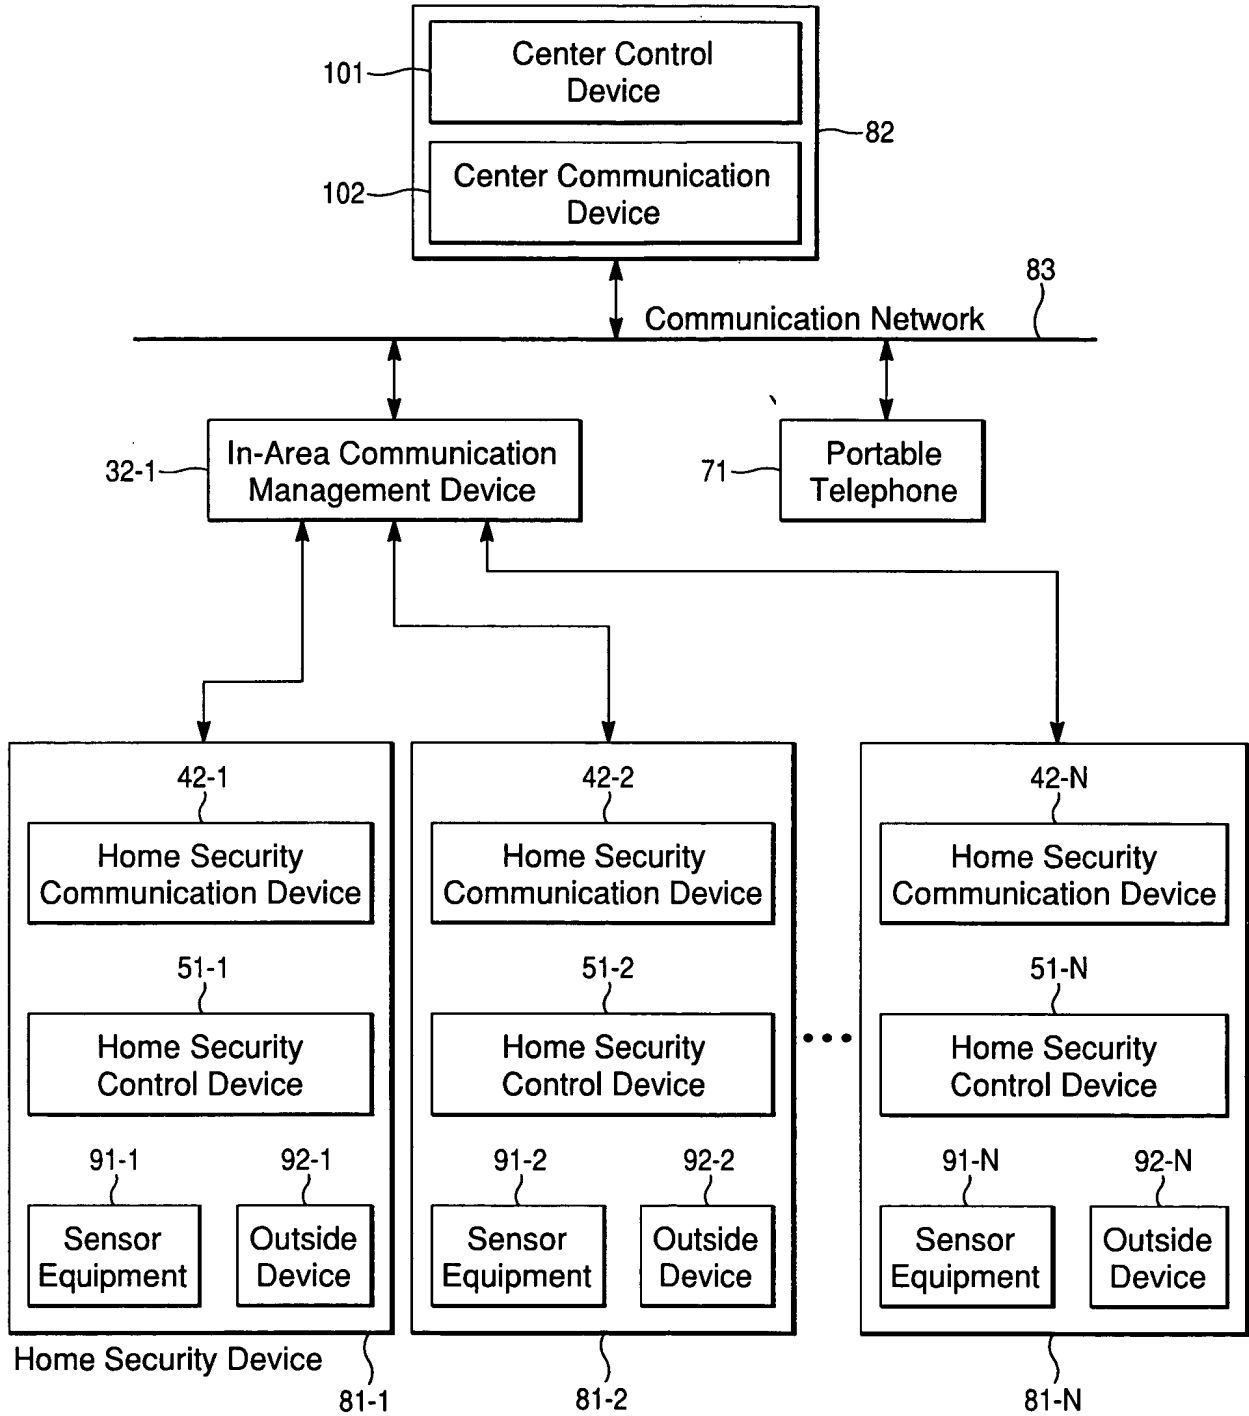 Center Control
Device
101
82
Center Communication
Device
102
83
Communication Network
In-Area Communication
Management Device
32-1
Portable
Telephone
71
42-1
Home Security
Communication Device
51-1
Home Security
Control Device
91-1
92-1
Sensor
Equipment
Outside
Device
Home Security Device
81-1
42-2
Home Security
Communication Device
51-2
Home Security
Control Device
91-2
92-2
Sensor
Equipment
Outside
Device
81-2
42-N
Home Security
Communication Device
51-N
Home Security
Control Device
91-N
92-N
Sensor
Equipment
Outside
Device
81-N